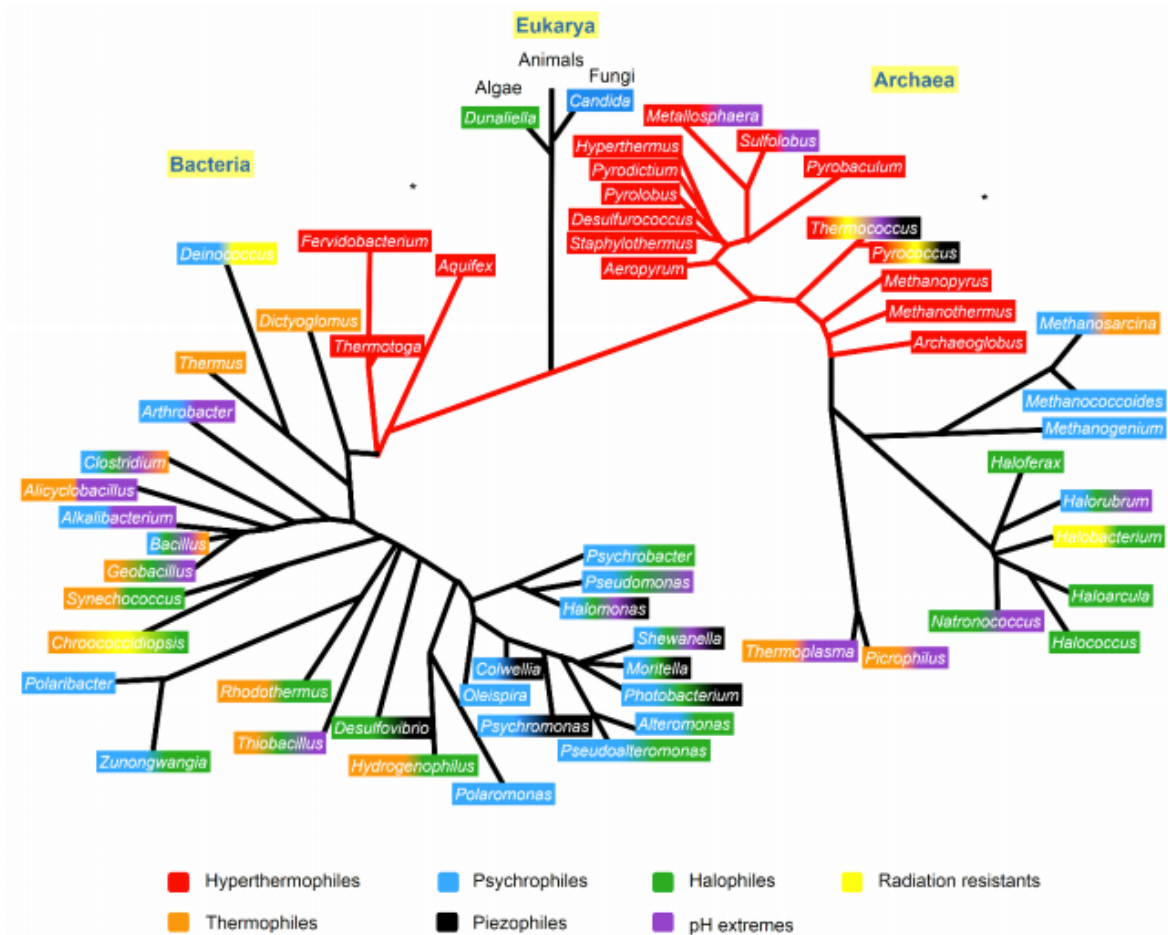 Eukarya
Animals
Fungi
Algae
Archaea
Candida
Dunaliella
Metallosphaera
Sulfolobus
Hyperthermus
Bacteria
Pyrodictium
Pyrobaculum
*
Pyrolobus
*
Desulfurococcus
Thermococcus
Fervidobacterium
Staphylothermus
Deinococcus
Pyrococcus
Aquifex
Aeropyrum
Methanopyrus
Methanothermus
Dictyoglomus
Methanosarcina
Thermotoga
Archaeoglobus
Thermus
Methanococcoides
Arthrobacter
Methanogenium
Clostridium
Haloferax
Alicyclobacillus
Halorubrum
Alkalibacterium
Halobacterium
Bacillus
Psychrobacter
Geobacillus
Pseudomonas
Synechococcus
Haloarcula
Halomonas
Natronococcus
Chroococcidiopsis
Shewanella
Halococcus
Thermoplasma
Picrophilus
Colwellia
Moritella
Polaribacter
Rhodothermus
Oleispira
Photobacterium
Desulfovibrio
Psychromonas
Alteromonas
Thiobacillus
Pseudoalteromonas
Zunongwangia
Hydrogenophilus
Polaromonas
Hyperthermophiles
Psychrophiles
Halophiles
Radiation resistants
Thermophiles
Piezophiles
pH extremes